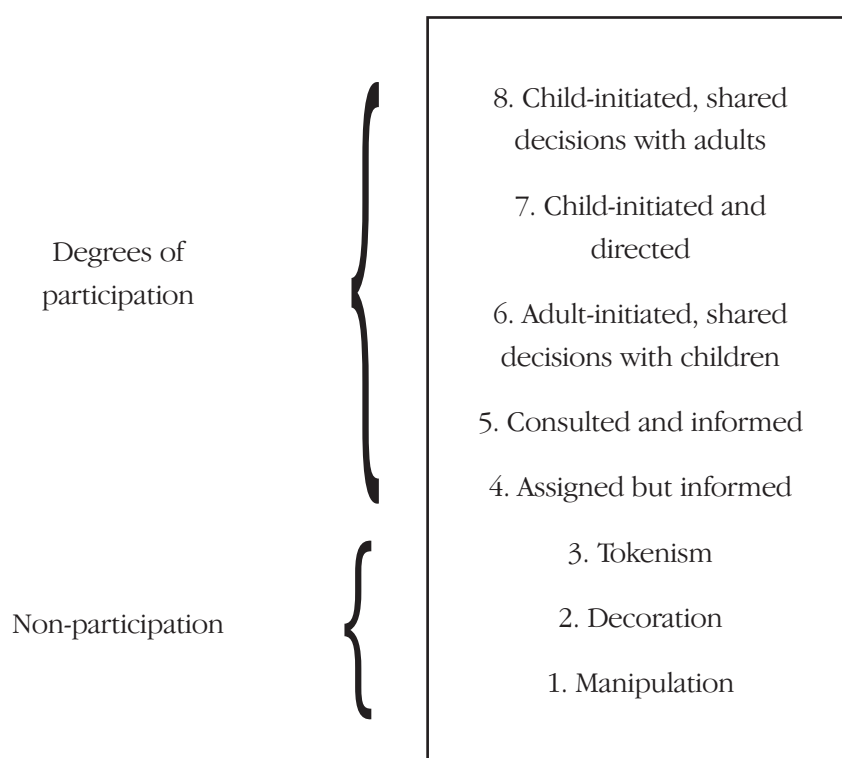 8. Child-initiated, shared
decisions with adults
7. Child-initiated and
directed
Degrees of
participation
6. Adult-initiated, shared
decisions with children
5. Consulted and informed
4. Assigned but informed
3. Tokenism
Non-participation
2. Decoration
1. Manipulation